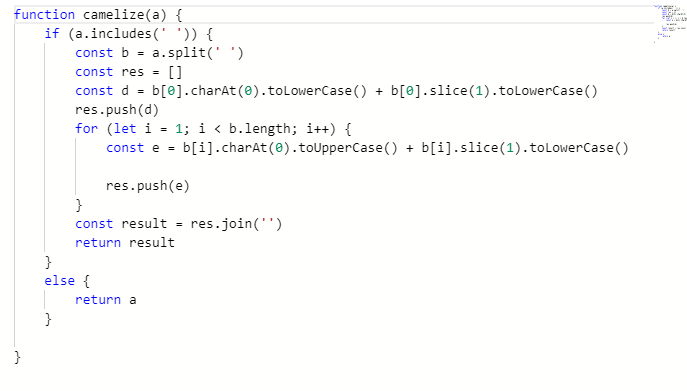 function camelize(a) {
    if (a.includes(' ')) {
        const b = a.split(' ')
        const res = []
        const d = b[0].charAt(0).toLowerCase() + b[0].slice(1).toLowerCase()
        res.push(d)
        for (let i = 1; i < b.length; i++) {
            const e = b[i].charAt(0).toUpperCase() + b[i].slice(1).toLowerCase()
            res.push(e)
        }
        const result = res.join('')
        return result
    }
    else {
        return a
    }
}